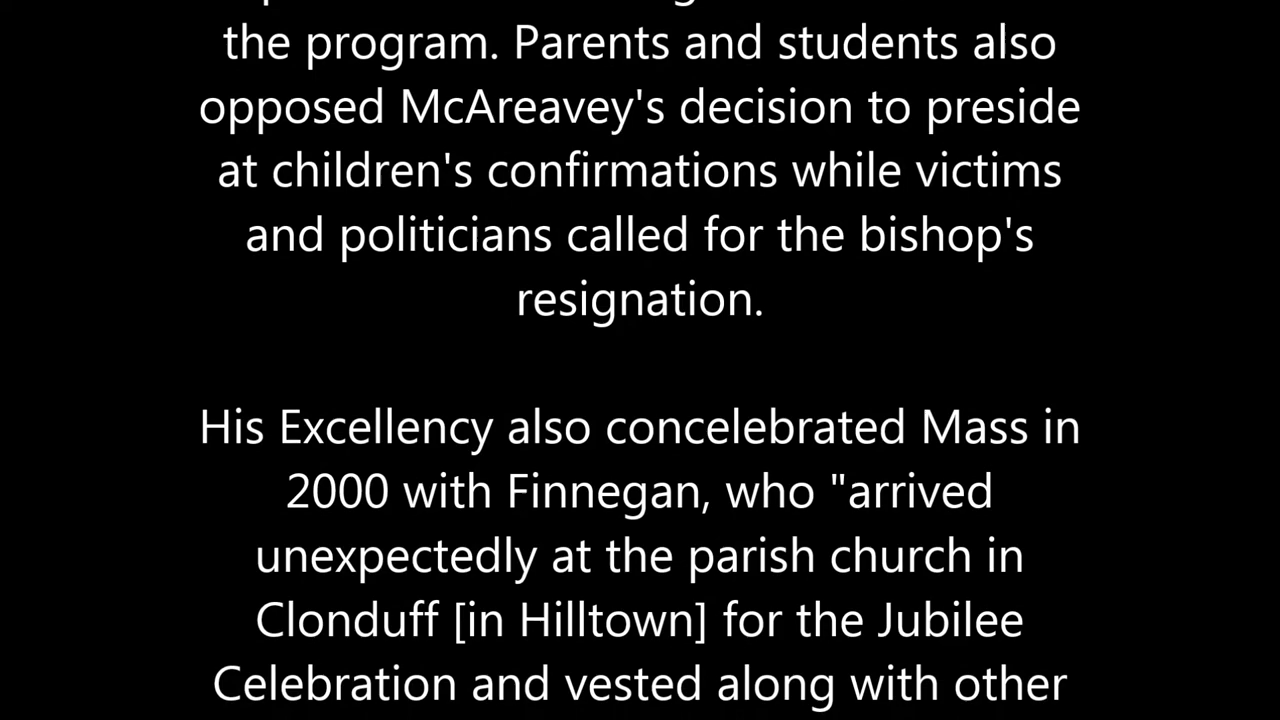 the program. Parents and students also
opposed McAreavey's decision to preside
at children's confirmations while victims
and politicians called for the bishop's
resignation.
His Excellency also concelebrated Mass in
2000 with Finnegan, who "arrived
unexpectedly at the parish church in
Clonduff [in Hilltown] for the Jubilee
Celebration and vested along with other